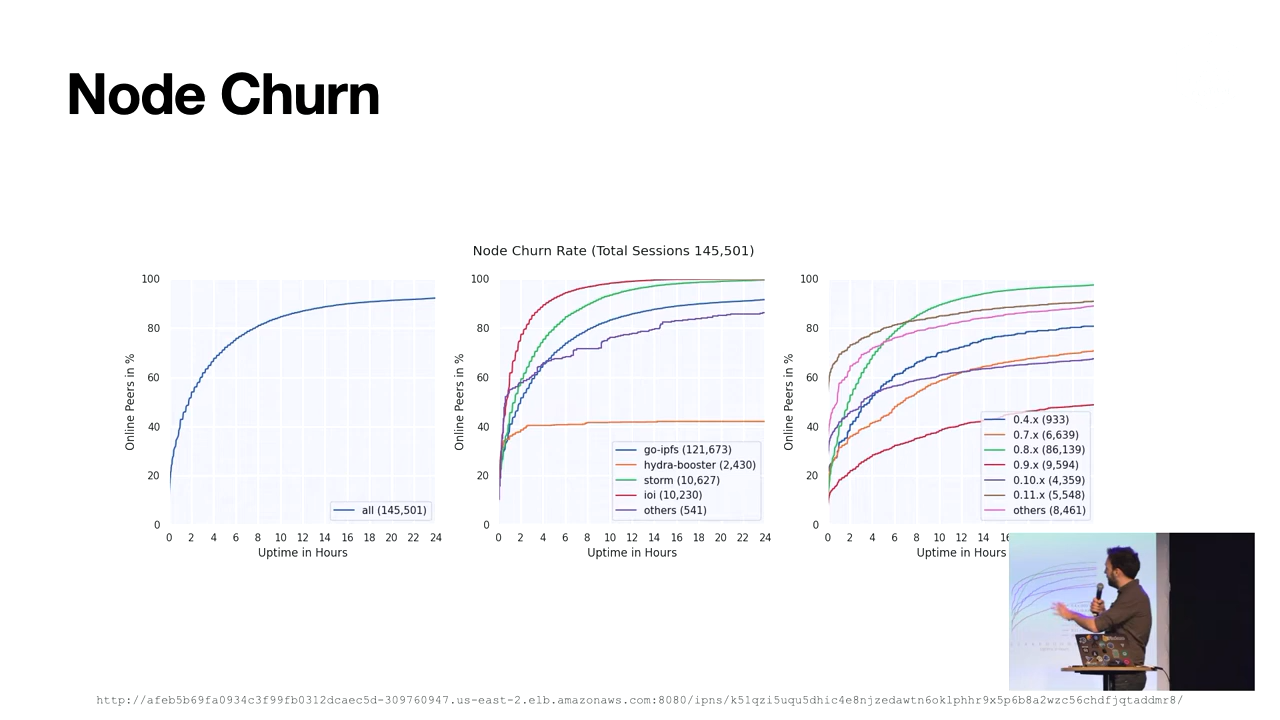 Node Churn
Node Churn Rate (Total Sessions 145,501)
Online Peers in %
100
80
60
40
20
0
all (145,501)
0 2 4 6 8 10 12 14 16 18 20 22 24
Uptime in Hours
Online Peers in %
100
80
60
40
20
0
go-ipfs (121,673)
hydra-booster (2,430)
storm (10,627)
ioi (10,230)
others (541)
0 2 4 6 8 10 12 14 16 18 20 22 24
Uptime in Hours
Online Peers in %
100
80
60
40
20
0
0.4.x (933)
0.7.x (6,639)
0.8.x (86,139)
0.9.x (9,594)
0.10.x (4,359)
0.11.x (5,548)
others (8,461)
0 2 4 6 8 10 12 14
Uptime in Hours
http://afeb5b69fa0934c3f99fb0312dcaec5d-309760947.us-east-2.elb.amazonaws.com:8080/ipns/k51qzi5uqu5dhic4e8njzedawtn6oklphhr9x5p6b8a2wzc56chdfjqtaddmr8/